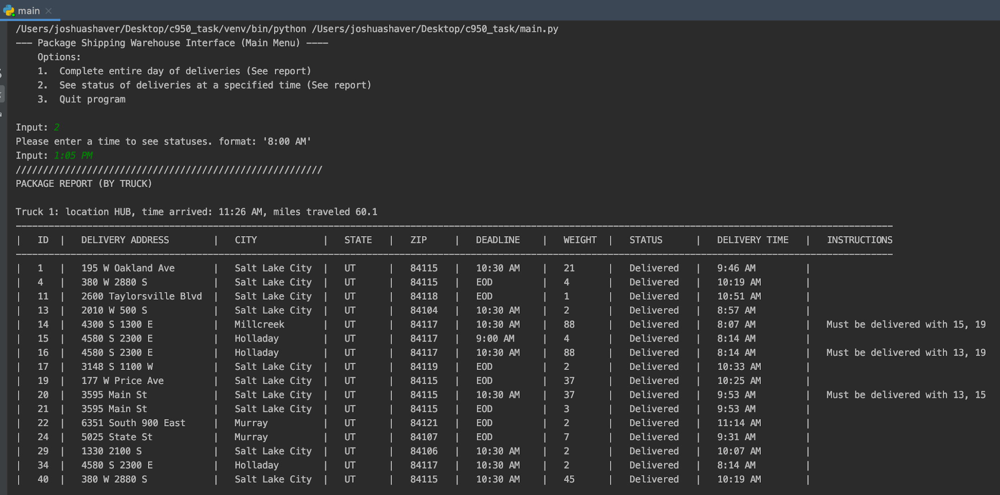 main
/Users/joshuashaver/Desktop/c950_task/venv/bin/python /Users/joshuashaver/Desktop/c950_task/main.py
--- Package Shipping Warehouse Interface (Main Menu) ----
Options:
1. Complete entire day of deliveries (See report)
2. See status of deliveries at a specified time (See report)
3. Quit program
Input: 2
Please enter a time to see statuses. format: '8:00 AM'
Input: 1:05 PM
////////////////////////////////////////////////////////
PACKAGE REPORT (BY TRUCK)
Truck 1: location HUB, time arrived: 11:26 AM, miles traveled 60.1
----------------------------------------------------------------------------------------------------------------------------------------------------------------
| ID | DELIVERY ADDRESS | CITY | STATE | ZIP | DEADLINE | WEIGHT | STATUS | DELIVERY TIME | INSTRUCTIONS
----------------------------------------------------------------------------------------------------------------------------------------------------------------
| 1 | 195 W Oakland Ave | Salt Lake City | UT | 84115 | 10:30 AM | 21 | Delivered | 9:46 AM |
| 4 | 380 W 2880 S | Salt Lake City | UT | 84115 | EOD | 4 | Delivered | 10:19 AM |
| 11 | 2600 Taylorsville Blvd | Salt Lake City | UT | 84118 | EOD | 1 | Delivered | 10:51 AM |
| 13 | 2010 W 500 S | Salt Lake City | UT | 84104 | 10:30 AM | 2 | Delivered | 8:57 AM |
| 14 | 4300 S 1300 E | Millcreek | UT | 84117 | 10:30 AM | 88 | Delivered | 8:07 AM | Must be delivered with 15, 19
| 15 | 4580 S 2300 E | Holladay | UT | 84117 | 9:00 AM | 4 | Delivered | 8:14 AM |
| 16 | 4580 S 2300 E | Holladay | UT | 84117 | 10:30 AM | 88 | Delivered | 8:14 AM | Must be delivered with 13, 19
| 17 | 3148 S 1100 W | Salt Lake City | UT | 84119 | EOD | 2 | Delivered | 10:33 AM |
| 19 | 177 W Price Ave | Salt Lake City | UT | 84115 | EOD | 37 | Delivered | 10:25 AM |
| 20 | 3595 Main St | Salt Lake City | UT | 84115 | 10:30 AM | 37 | Delivered | 9:53 AM | Must be delivered with 13, 15
| 21 | 3595 Main St | Salt Lake City | UT | 84115 | EOD | 3 | Delivered | 9:53 AM |
| 22 | 6351 South 900 East | Murray | UT | 84121 | EOD | 2 | Delivered | 11:14 AM |
| 24 | 5025 State St | Murray | UT | 84107 | EOD | 7 | Delivered | 9:31 AM |
| 29 | 1330 2100 S | Salt Lake City | UT | 84106 | 10:30 AM | 2 | Delivered | 10:07 AM |
| 34 | 4580 S 2300 E | Holladay | UT | 84117 | 10:30 AM | 2 | Delivered | 8:14 AM |
| 40 | 380 W 2880 S | Salt Lake City | UT | 84115 | 10:30 AM | 45 | Delivered | 10:19 AM |